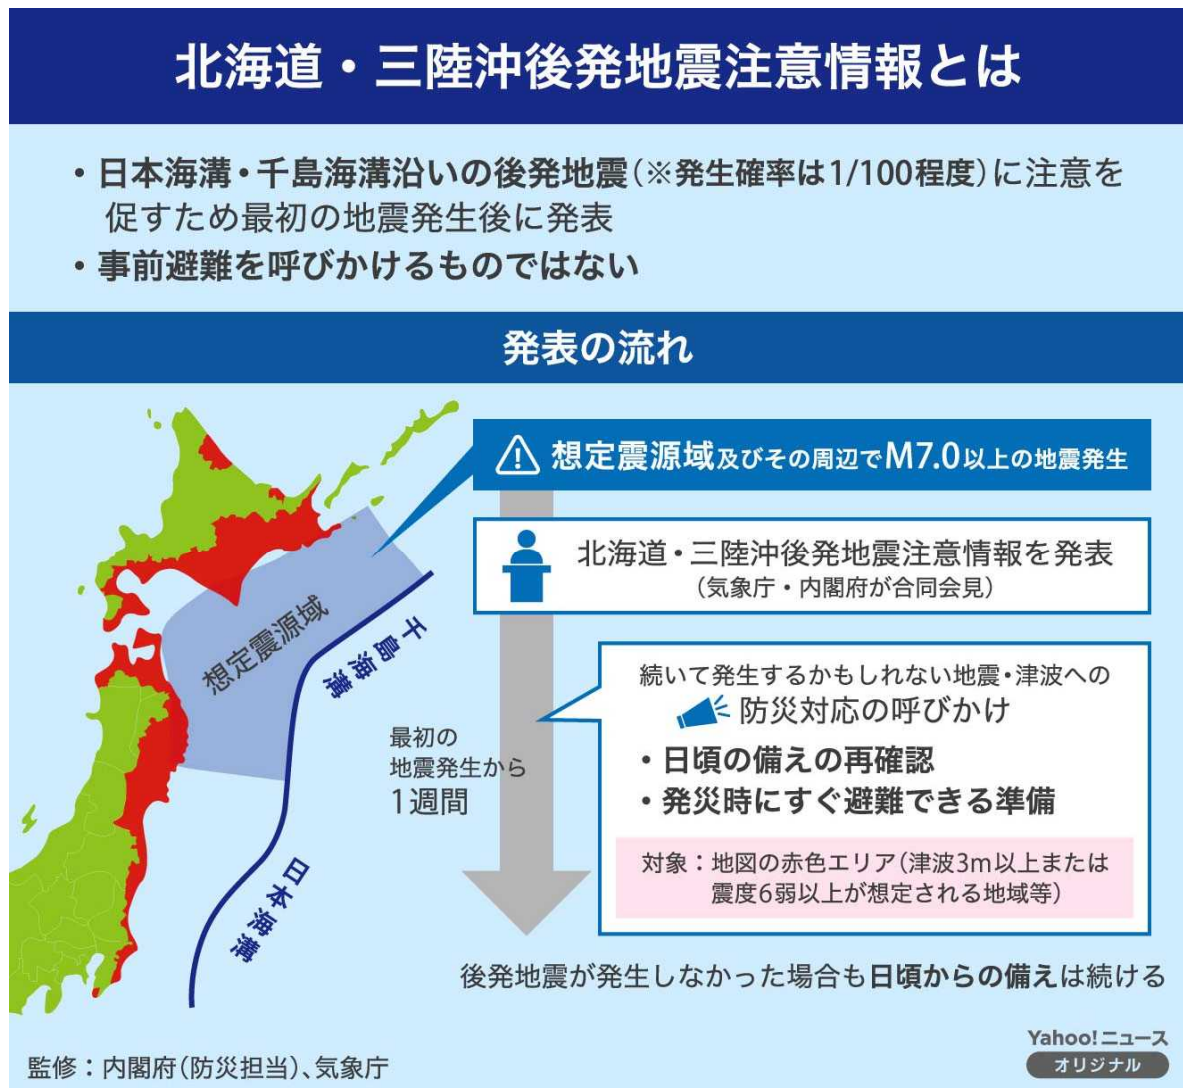 北海道・三陸沖後発地震注意情報とは
・日本海溝・千島海溝沿いの後発地震(※発生確率は1/100程度)に注意を
促すため最初の地震発生後に発表
・事前避難を呼びかけるものではない
発表の流れ
想定震源域及びその周辺でM7.0以上の地震発生
北海道・三陸沖後発地震注意情報を発表
(気象庁・内閣府が合同会見)
想定震源域
千島海溝
日本海溝
最初の
地震発生から
1週間
続いて発生するかもしれない地震・津波への
防災対応の呼びかけ
・日頃の備えの再確認
・発災時にすぐ避難できる準備
対象:地図の赤色エリア(津波3m以上または
震度6弱以上が想定される地域等)
後発地震が発生しなかった場合も日頃からの備えは続ける
監修:内閣府(防災担当)、気象庁
Yahoo!ニュース
オリジナル